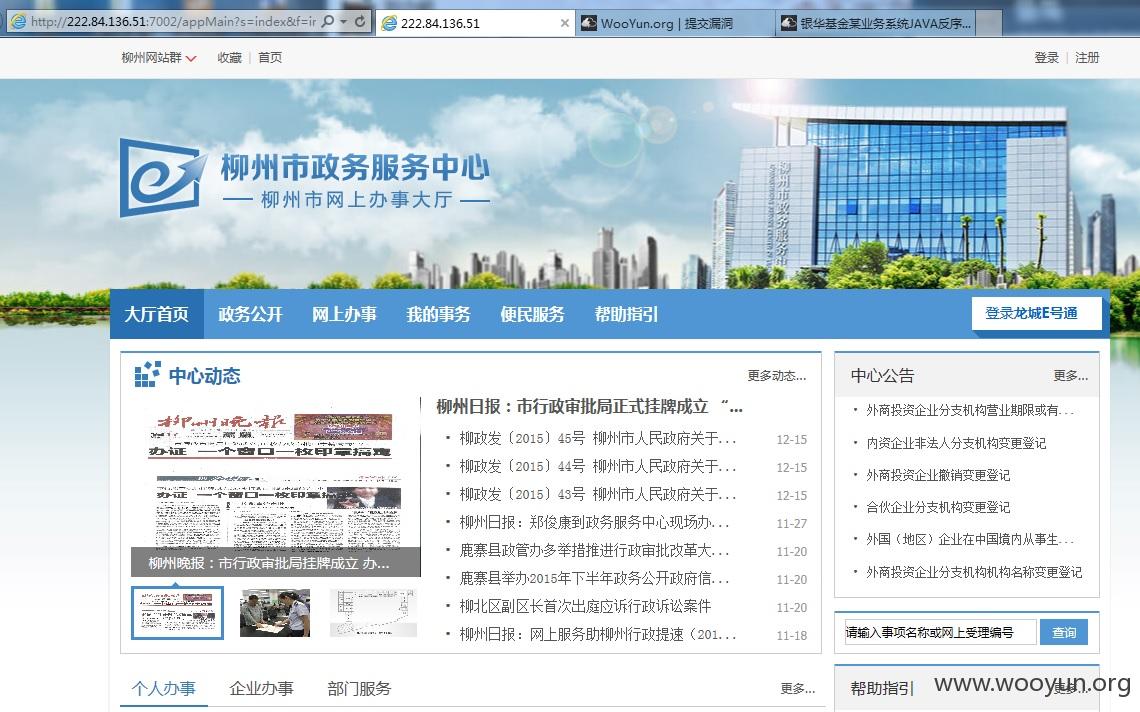 http://222.84.136.51:7002/appMain?s=index&f=ir
222.84.136.51
WooYun.org | 提交漏洞
银华基金某业务系统JAVA反序...
柳州网站群 收藏 | 首页
登录 | 注册
柳州市政务服务中心
柳州市网上办事大厅
柳州市政务服务中
大厅首页 政务公开 网上办事 我的事务 便民服务 帮助指引
登录龙城E号通
中心动态
更多动态...
柳州晚报
办证 一个窗口一枚印章搞定
柳州晚报：市行政审批局挂牌成立 办...
柳州日报：市行政审批局正式挂牌成立 “...
柳政发〔2015〕45号 柳州市人民政府关于... 12-15
柳政发〔2015〕44号 柳州市人民政府关于... 12-15
柳政发〔2015〕43号 柳州市人民政府关于... 12-15
柳州日报：郑俊康到政务服务中心现场办... 11-27
鹿寨县政管办多举措推进行政审批改革大... 11-20
鹿寨县举办2015年下半年政务公开政府信... 11-20
柳北区副区长首次出庭应诉行政诉讼案件 11-20
柳州日报：网上服务助柳州行政提速（201... 11-18
中心公告
更多...
外商投资企业分支机构营业期限或有...
内资企业非法人分支机构变更登记
外商投资企业撤销变更登记
合伙企业分支机构变更登记
外国（地区）企业在中国境内从事生...
外商投资企业分支机构机构名称变更登记
请输入事项名称或网上受理编号
查询
个人办事 企业办事 部门服务
更多...
帮助指引
更多...
www.wooyun.org